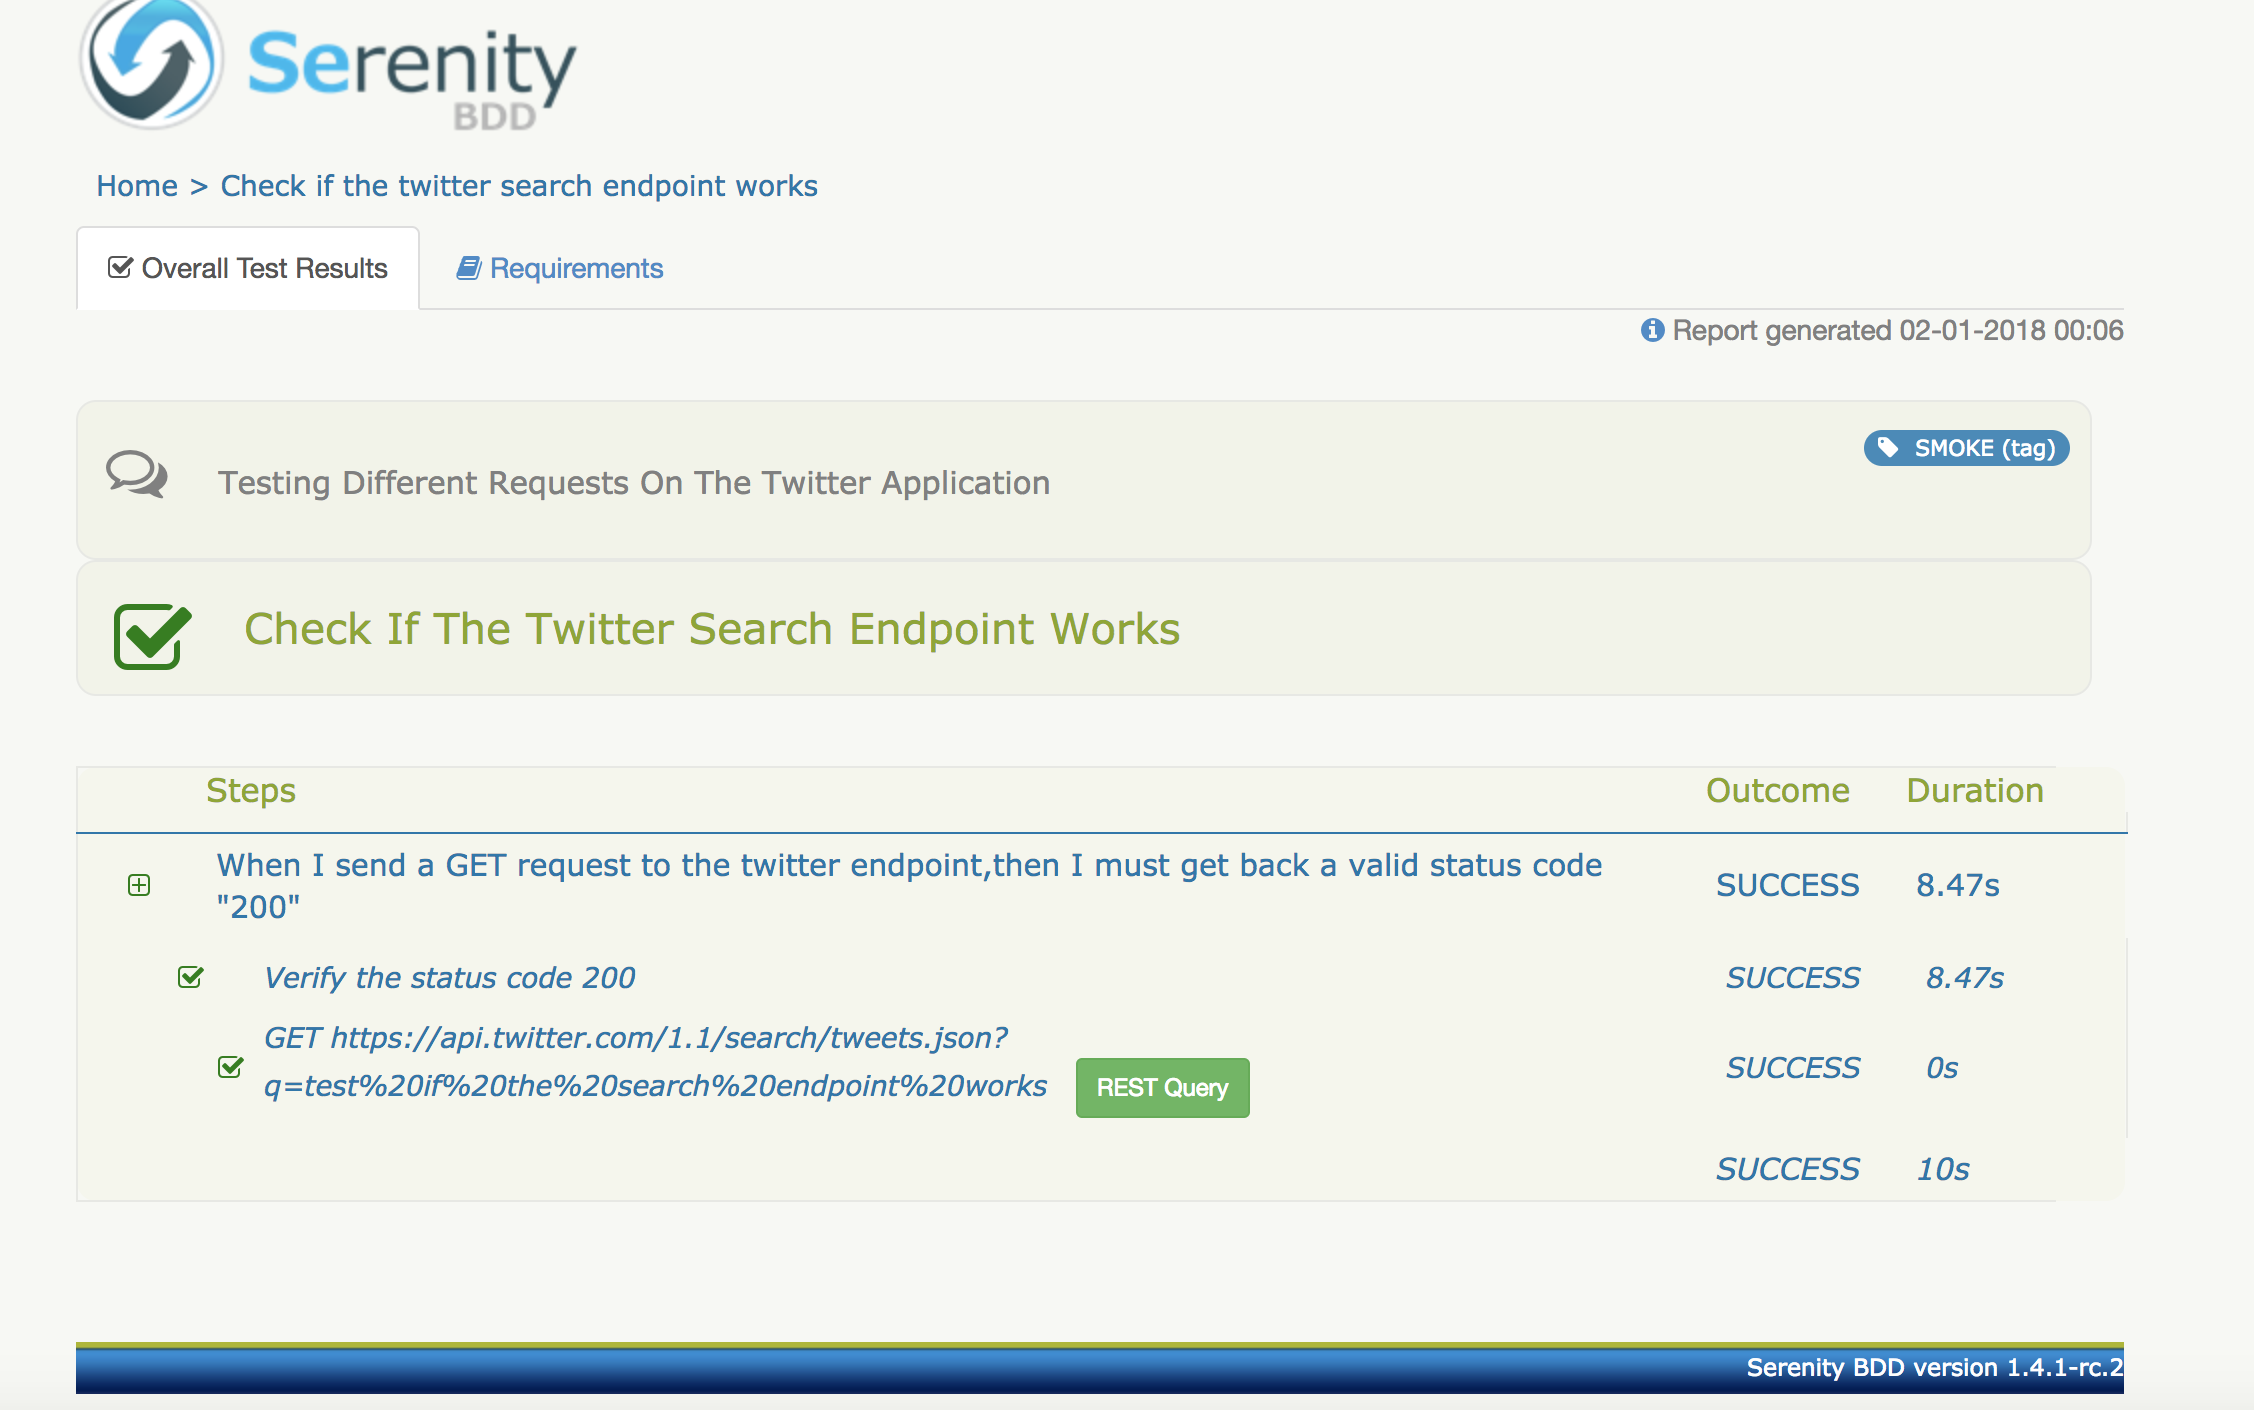 Serenity
BDD
Home > Check if the twitter search endpoint works
Overall Test Results
Requirements
Report generated 02-01-2018 00:06
SMOKE (tag)
Testing Different Requests On The Twitter Application
Check If The Twitter Search Endpoint Works
Steps Outcome Duration
When I send a GET request to the twitter endpoint,then I must get back a valid status code
"200"
SUCCESS 8.47s
Verify the status code 200 SUCCESS 8.47s
GET https://api.twitter.com/1.1/search/tweets.json?
q=test%20if%20the%20search%20endpoint%20works
REST Query
SUCCESS 0s
SUCCESS 10s
Serenity BDD version 1.4.1-rc.2